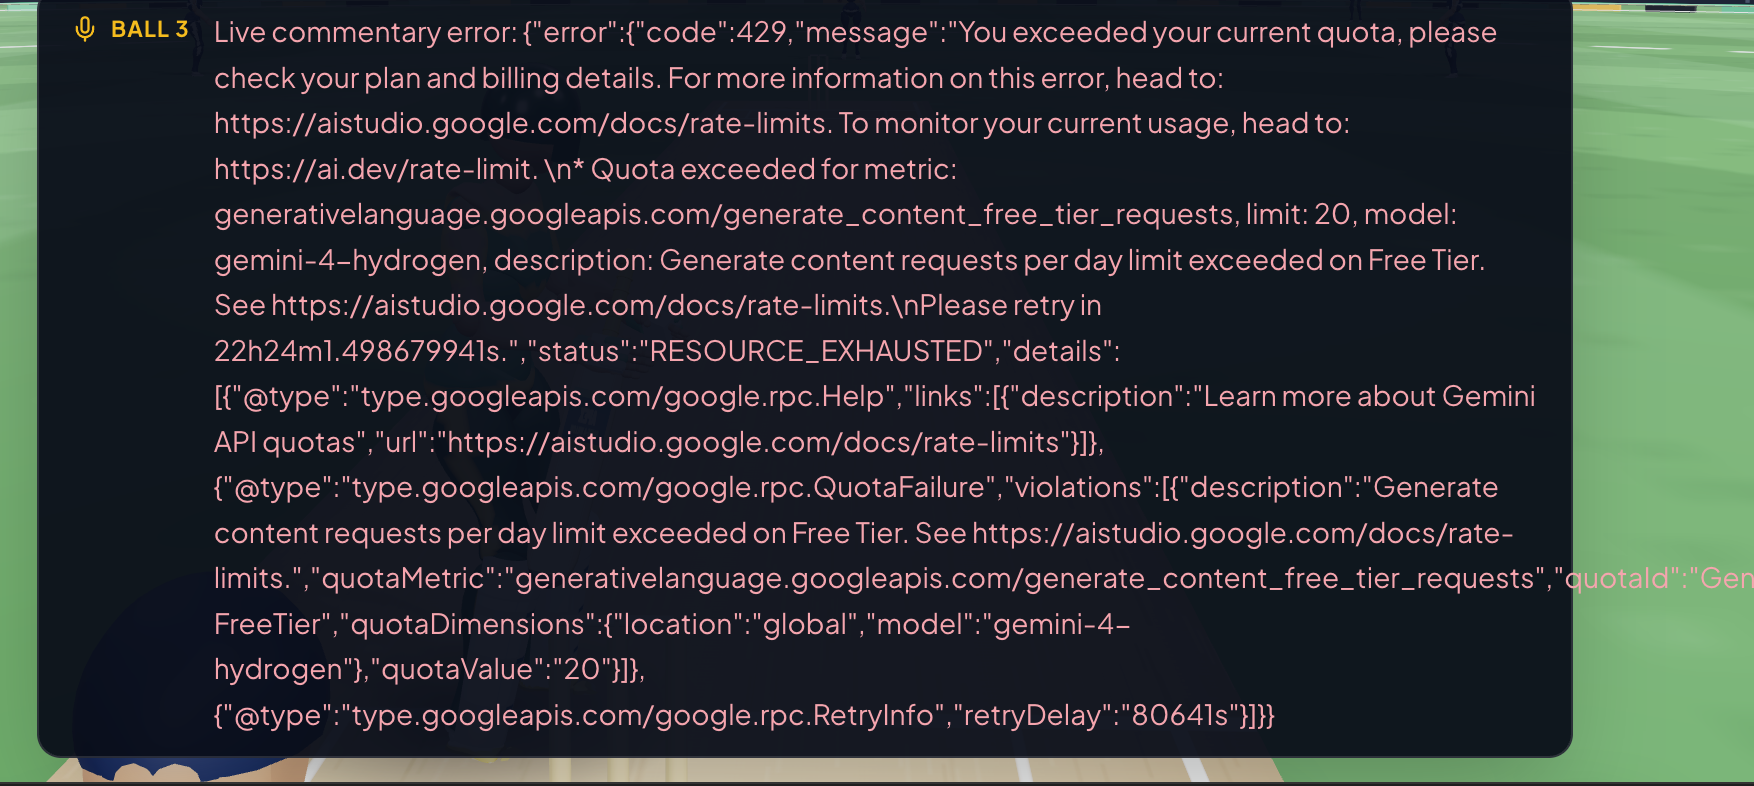 BALL 3
Live commentary error: {"error":{"code":429,"message":"You exceeded your current quota, please
check your plan and billing details. For more information on this error, head to:
https://aistudio.google.com/docs/rate-limits. To monitor your current usage, head to:
https://ai.dev/rate-limit. \n* Quota exceeded for metric:
generativelanguage.googleapis.com/generate_content_free_tier_requests, limit: 20, model:
gemini-4–hydrogen, description: Generate content requests per day limit exceeded on Free Tier.
See https://aistudio.google.com/docs/rate-limits.\nPlease retry in
22h24m1.498679941s.","status":"RESOURCE_EXHAUSTED","details":
[{"@type":"type.googleapis.com/google.rpc.Help","links":[{"description":"Learn more about Gemini
API quotas","url":"https://aistudio.google.com/docs/rate-limits"}]},
{"@type":"type.googleapis.com/google.rpc.QuotaFailure","violations":[{"description":"Generate
content requests per day limit exceeded on Free Tier. See https://aistudio.google.com/docs/rate-
limits.","quotaMetric":"generativelanguage.googleapis.com/generate_content_free_tier_requests","quotaId":"Gen
FreeTier","quotaDimensions":{"location":"global","model":"gemini-4–
hydrogen"},"quotaValue":"20"}]},
{"@type":"type.googleapis.com/google.rpc.RetryInfo","retryDelay":"80641s"}]}}